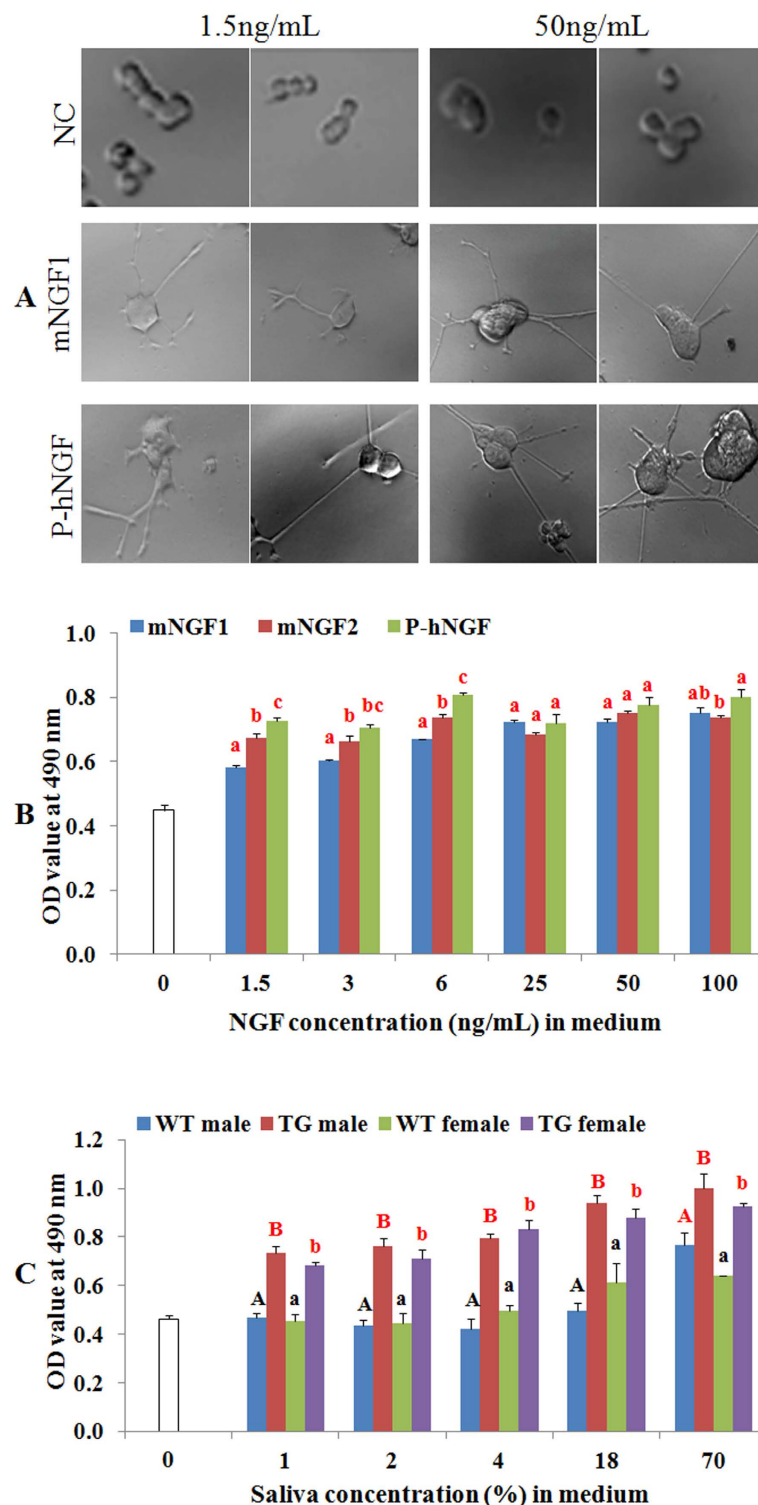 1.5ng/mL 50ng/mL
NC
A
mNGF1
P-hNGF
mNGF1 mNGF2 P-hNGF
1.0
0.8
0.6
0.4
0.2
0.0
OD value at 490 nm
B
a b c a b bc a b c a a a a a a ab b a
0 1.5 3 6 25 50 100
NGF concentration (ng/mL) in medium
WT male TG male WT female TG female
1.2
1.0
0.8
0.6
0.4
0.2
0.0
OD value at 490 nm
C
A B a b A B a b A B a b A B a b A B a b
0 1 2 4 18 70
Saliva concentration (%) in medium